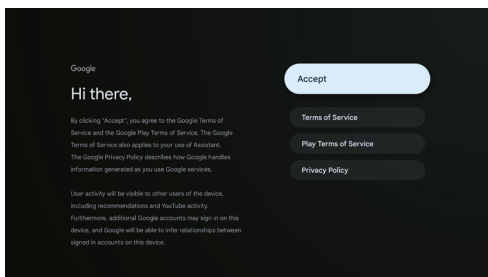 Google
Hi there,
By clicking "Accept", you agree to the Google Terms of
Service and the Google Play Terms of Service. The Google
Terms of Service also applies to your use of Assistant.
The Google Privacy Policy describes how Google handles
information generated as you use Google services.
User activity will be visible to other users of the device,
including recommendations and YouTube activity.
Furthermore, additional Google accounts may sign in on this
device, and Google will be able to infer relationships between
signed in accounts on this device.
Accept
Terms of Service
Play Terms of Service
Privacy Policy